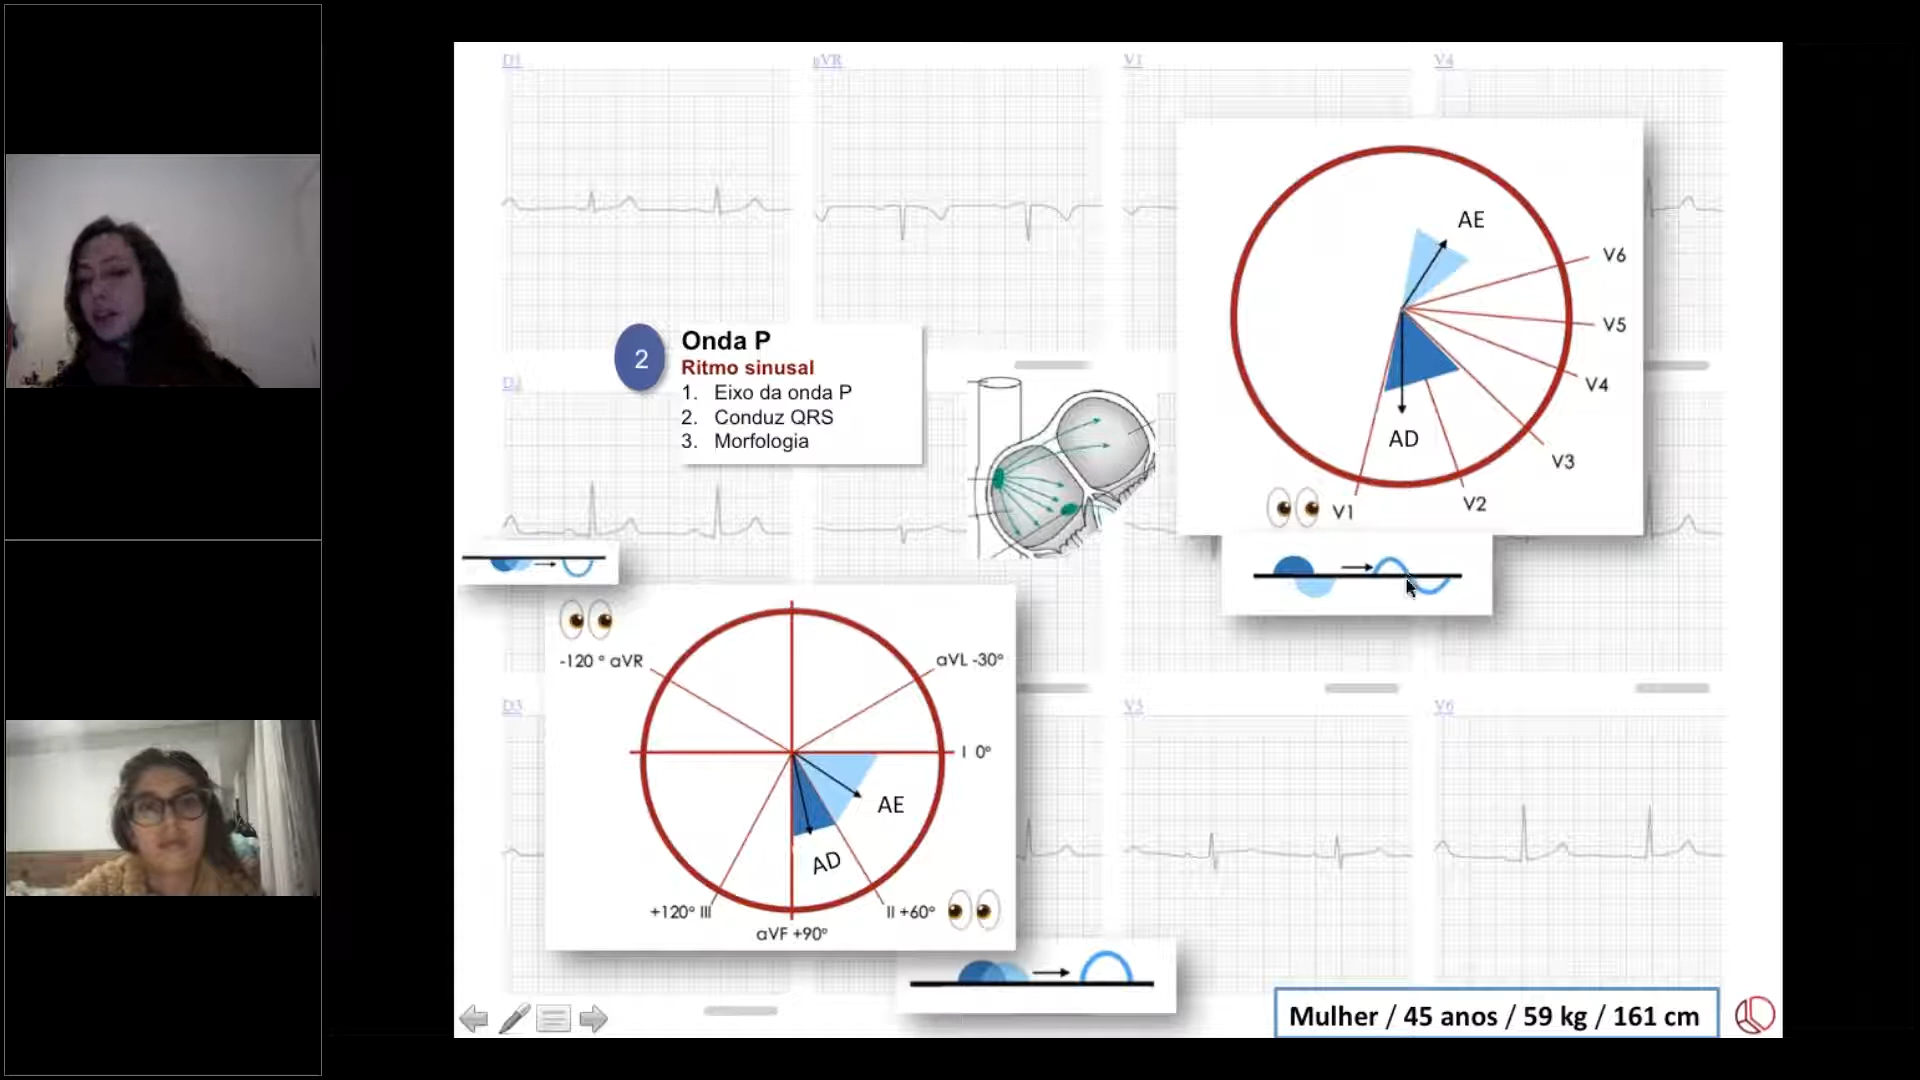 D1
aVR
V1
V4
AE
V6
V5
V4
V3
V2
V1
AD
2
Onda P
Ritmo sinusal
1. Eixo da onda P
2. Conduz QRS
3. Morfologia
-120 ° aVR
aVL -30°
I 0°
AE
AD
+120° III
II +60°
aVF +90°
D3
V5
V6
Mulher / 45 anos / 59 kg / 161 cm